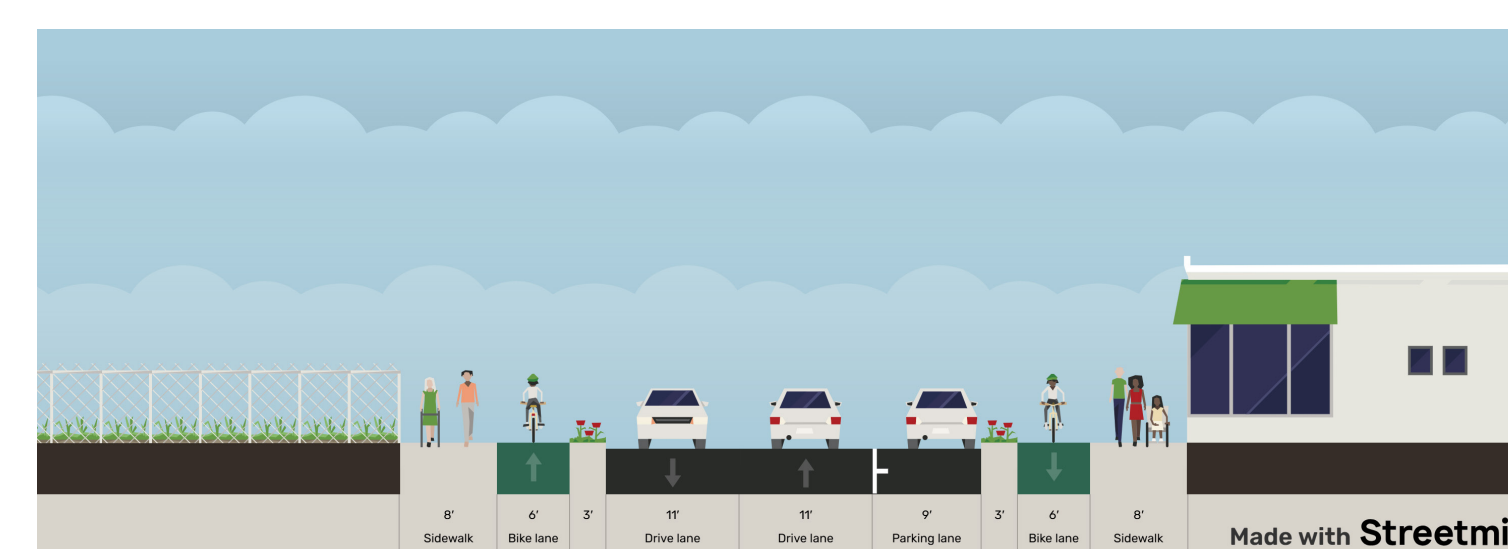 8′ 6′ 3′ 11′ 11′ 9′ 3′ 6′ 8′
Sidewalk Bike lane Drive lane Drive lane Parking lane Bike lane Sidewalk
Made with Streetmi